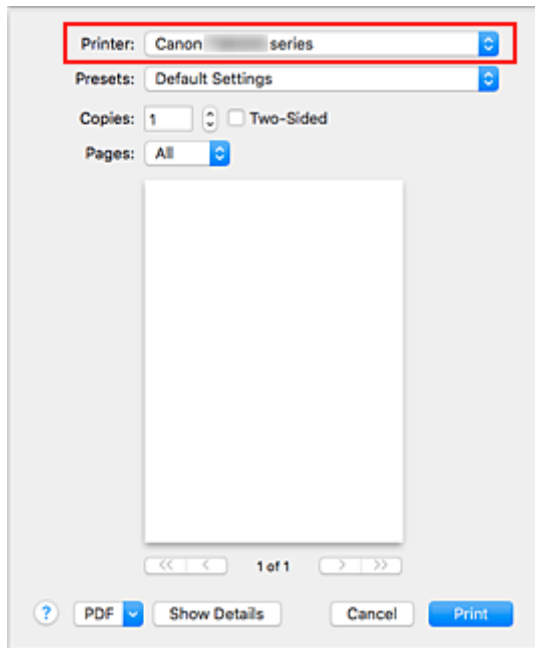 Printer: Canon series
Presets: Default Settings
Copies: 1 Two-Sided
Pages: All
<< < 1 of 1 > >>
? PDF Show Details Cancel Print